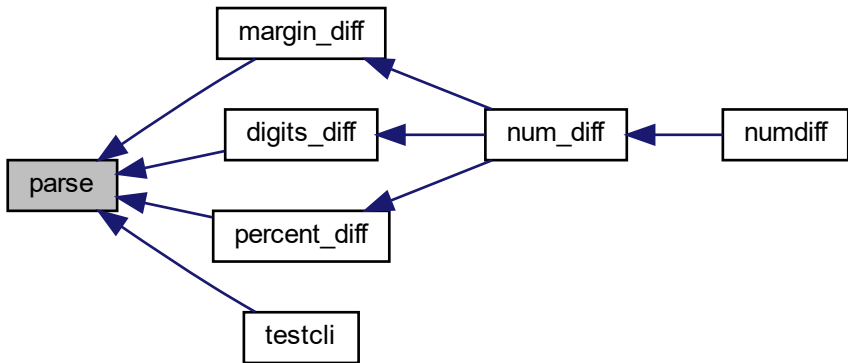 margin_diff
digits_diff
num_diff
numdiff
parse
percent_diff
testcli